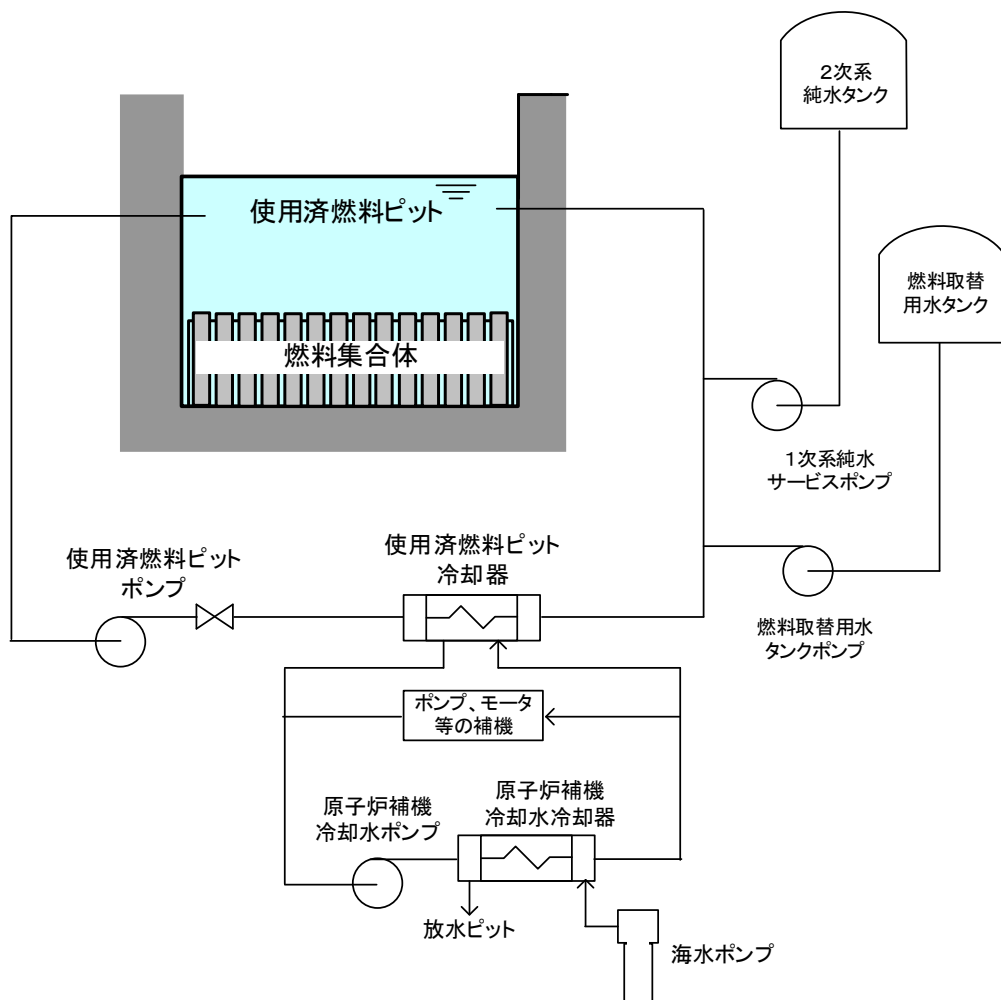 2次系
純水タンク
使用済燃料ピット
燃料取替
用水タンク
燃料集合体
1次系純水
サービスポンプ
使用済燃料ピット
ポンプ
使用済燃料ピット
冷却器
燃料取替用水
タンクポンプ
ポンプ、モータ
等の補機
原子炉補機
冷却水ポンプ
原子炉補機
冷却水冷却器
放水ピット
海水ポンプ